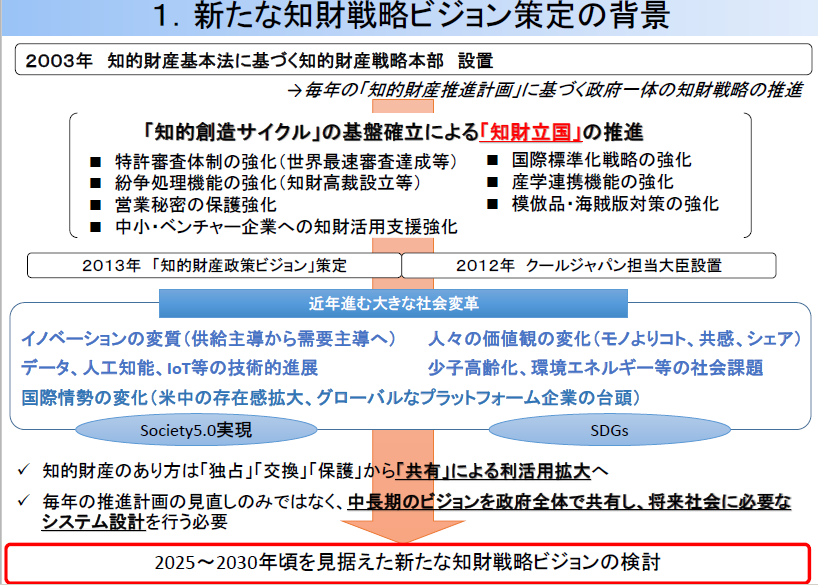 １．新たな知財戦略ビジョン策定の背景
２００３年　知的財産基本法に基づく知的財産戦略本部　設置
→毎年の「知的財産推進計画」に基づく政府一体の知財戦略の推進
「知的創造サイクル」の基盤確立による「知財立国」の推進
■ 特許審査体制の強化（世界最速審査達成等）
■ 紛争処理機能の強化（知財高裁設立等）
■ 営業秘密の保護強化
■ 中小・ベンチャー企業への知財活用支援強化
■ 国際標準化戦略の強化
■ 産学連携機能の強化
■ 模倣品・海賊版対策の強化
２０１３年　「知的財産政策ビジョン」策定
２０１２年　クールジャパン担当大臣設置
近年進む大きな社会変革
イノベーションの変質（供給主導から需要主導へ）
人々の価値観の変化（モノよりコト、共感、シェア）
データ、人工知能、IoT等の技術的進展
少子高齢化、環境エネルギー等の社会課題
国際情勢の変化（米中の存在感拡大、グローバルなプラットフォーム企業の台頭）
Society5.0実現
SDGs
✓ 知的財産のあり方は「独占」「交換」「保護」から「共有」による利活用拡大へ
✓ 毎年の推進計画の見直しのみではなく、中長期のビジョンを政府全体で共有し、将来社会に必要な
システム設計を行う必要
2025～2030年頃を見据えた新たな知財戦略ビジョンの検討